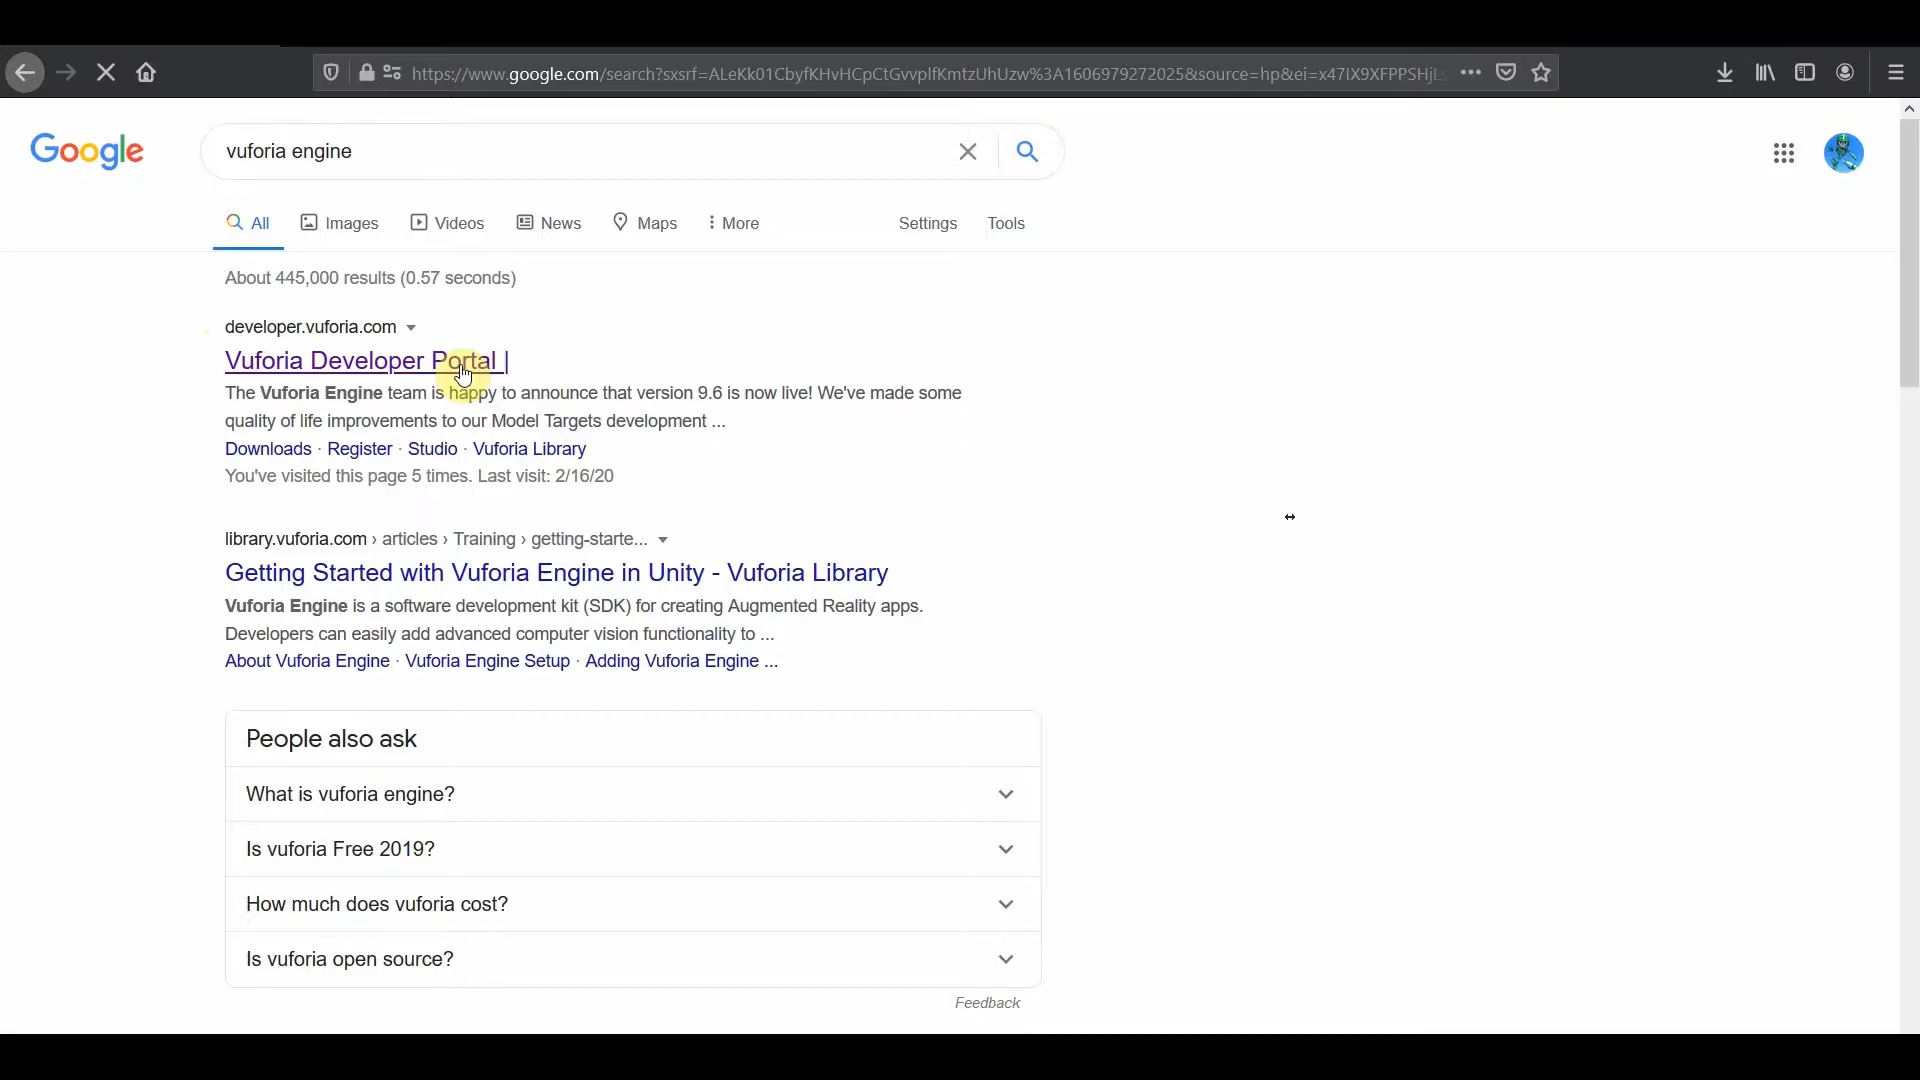 https://www.google.com/search?sxsrf=ALeKk01CbyfKHvHCpCtGvvplfKmtzUhUzw%3A1606979272025&source=hp&ei=x47IX9XFPPSHjL
Google
vuforia engine
All Images Videos News Maps More Settings Tools
About 445,000 results (0.57 seconds)
developer.vuforia.com
Vuforia Developer Portal |
The Vuforia Engine team is happy to announce that version 9.6 is now live! We've made some
quality of life improvements to our Model Targets development ...
Downloads · Register · Studio · Vuforia Library
You've visited this page 5 times. Last visit: 2/16/20
library.vuforia.com › articles › Training › getting-starte...
Getting Started with Vuforia Engine in Unity - Vuforia Library
Vuforia Engine is a software development kit (SDK) for creating Augmented Reality apps.
Developers can easily add advanced computer vision functionality to ...
About Vuforia Engine · Vuforia Engine Setup · Adding Vuforia Engine ...
People also ask
What is vuforia engine?
Is vuforia Free 2019?
How much does vuforia cost?
Is vuforia open source?
Feedback